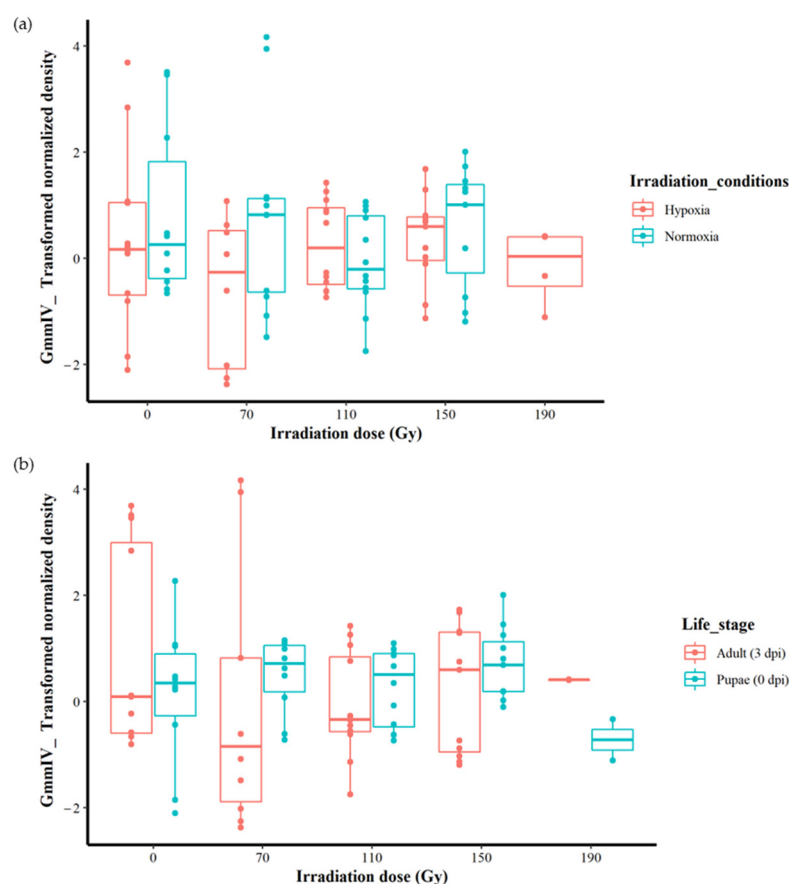 (a)
4
2
0
−2
GmmIV_ Transformed normalized density
0 70 110 150 190
Irradiation dose (Gy)
Irradiation_conditions
Hypoxia
Normoxia
(b)
4
2
0
−2
GmmIV_ Transformed normalized density
0 70 110 150 190
Irradiation dose (Gy)
Life_stage
Adult (3 dpi)
Pupae (0 dpi)